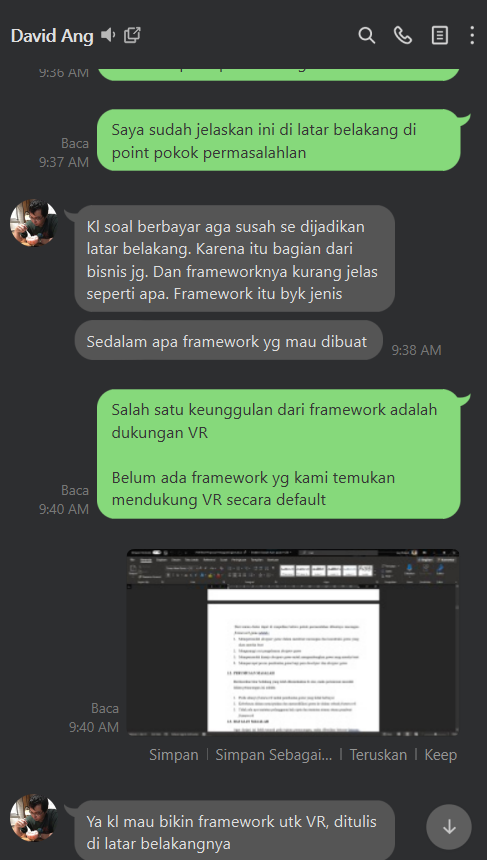 David Ang
9:36 AM
Saya sudah jelaskan ini di latar belakang di
point pokok permasalahlan
Baca
9:37 AM
Kl soal berbayar aga susah se dijadikan
latar belakang. Karena itu bagian dari
bisnis jg. Dan frameworknya kurang jelas
seperti apa. Framework itu byk jenis
Sedalam apa framework yg mau dibuat
9:38 AM
Salah satu keunggulan dari framework adalah
dukungan VR
Belum ada framework yg kami temukan
mendukung VR secara default
Baca
9:40 AM
Baca
9:40 AM
Simpan | Simpan Sebagai... | Teruskan | Keep
Ya kl mau bikin framework utk VR, ditulis
di latar belakangnya